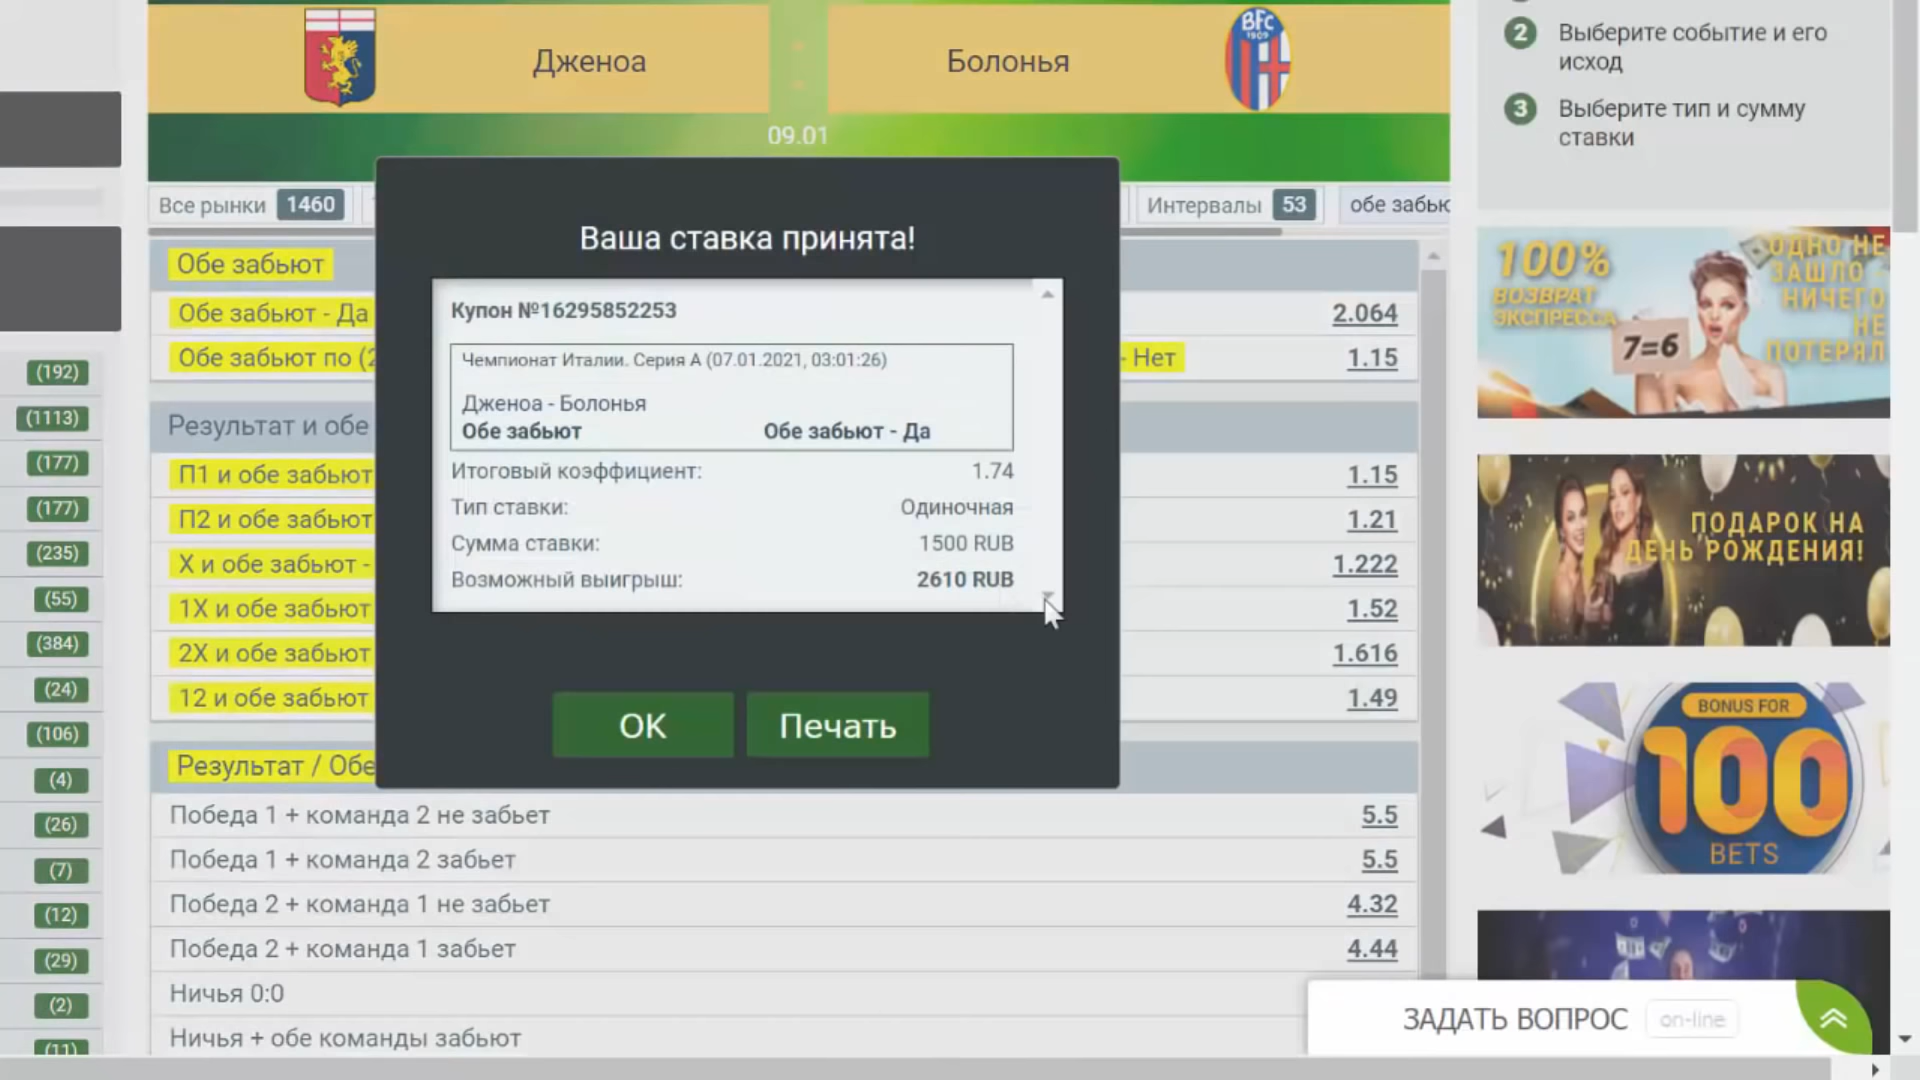 Дженоа
Болонья
BFC
1909
09.01
2 Выберите событие и его
исход
3 Выберите тип и сумму
ставки
Все рынки 1460
Интервалы 53
обе забью
Ваша ставка принята!
Купон №16295852253
Чемпионат Италии. Серия А (07.01.2021, 03:01:26)
Дженоа - Болонья
Обе забьют Обе забьют - Да
Итоговый коэффициент: 1.74
Тип ставки: Одиночная
Сумма ставки: 1500 RUB
Возможный выигрыш: 2610 RUB
OK Печать
Обе забьют
Обе забьют - Да 2.064
Обе забьют по (2 - Нет 1.15
Результат и обе
П1 и обе забьют 1.15
П2 и обе забьют 1.21
Х и обе забьют - 1.222
1X и обе забьют 1.52
2X и обе забьют 1.616
12 и обе забьют 1.49
Результат / Обе
Победа 1 + команда 2 не забьет 5.5
Победа 1 + команда 2 забьет 5.5
Победа 2 + команда 1 не забьет 4.32
Победа 2 + команда 1 забьет 4.44
Ничья 0:0
Ничья + обе команды забьют
(192)
(1113)
(177)
(177)
(235)
(55)
(384)
(24)
(106)
(4)
(26)
(7)
(12)
(29)
(2)
(11)
100%
ВОЗВРАТ
ЭКСПРЕССА
7=6
ОДНО НЕ
ЗАШЛО -
НИЧЕГО
НЕ
ПОТЕРЯЛ
ПОДАРОК НА
ДЕНЬ РОЖДЕНИЯ!
BONUS FOR
100
BETS
ЗАДАТЬ ВОПРОС on-line